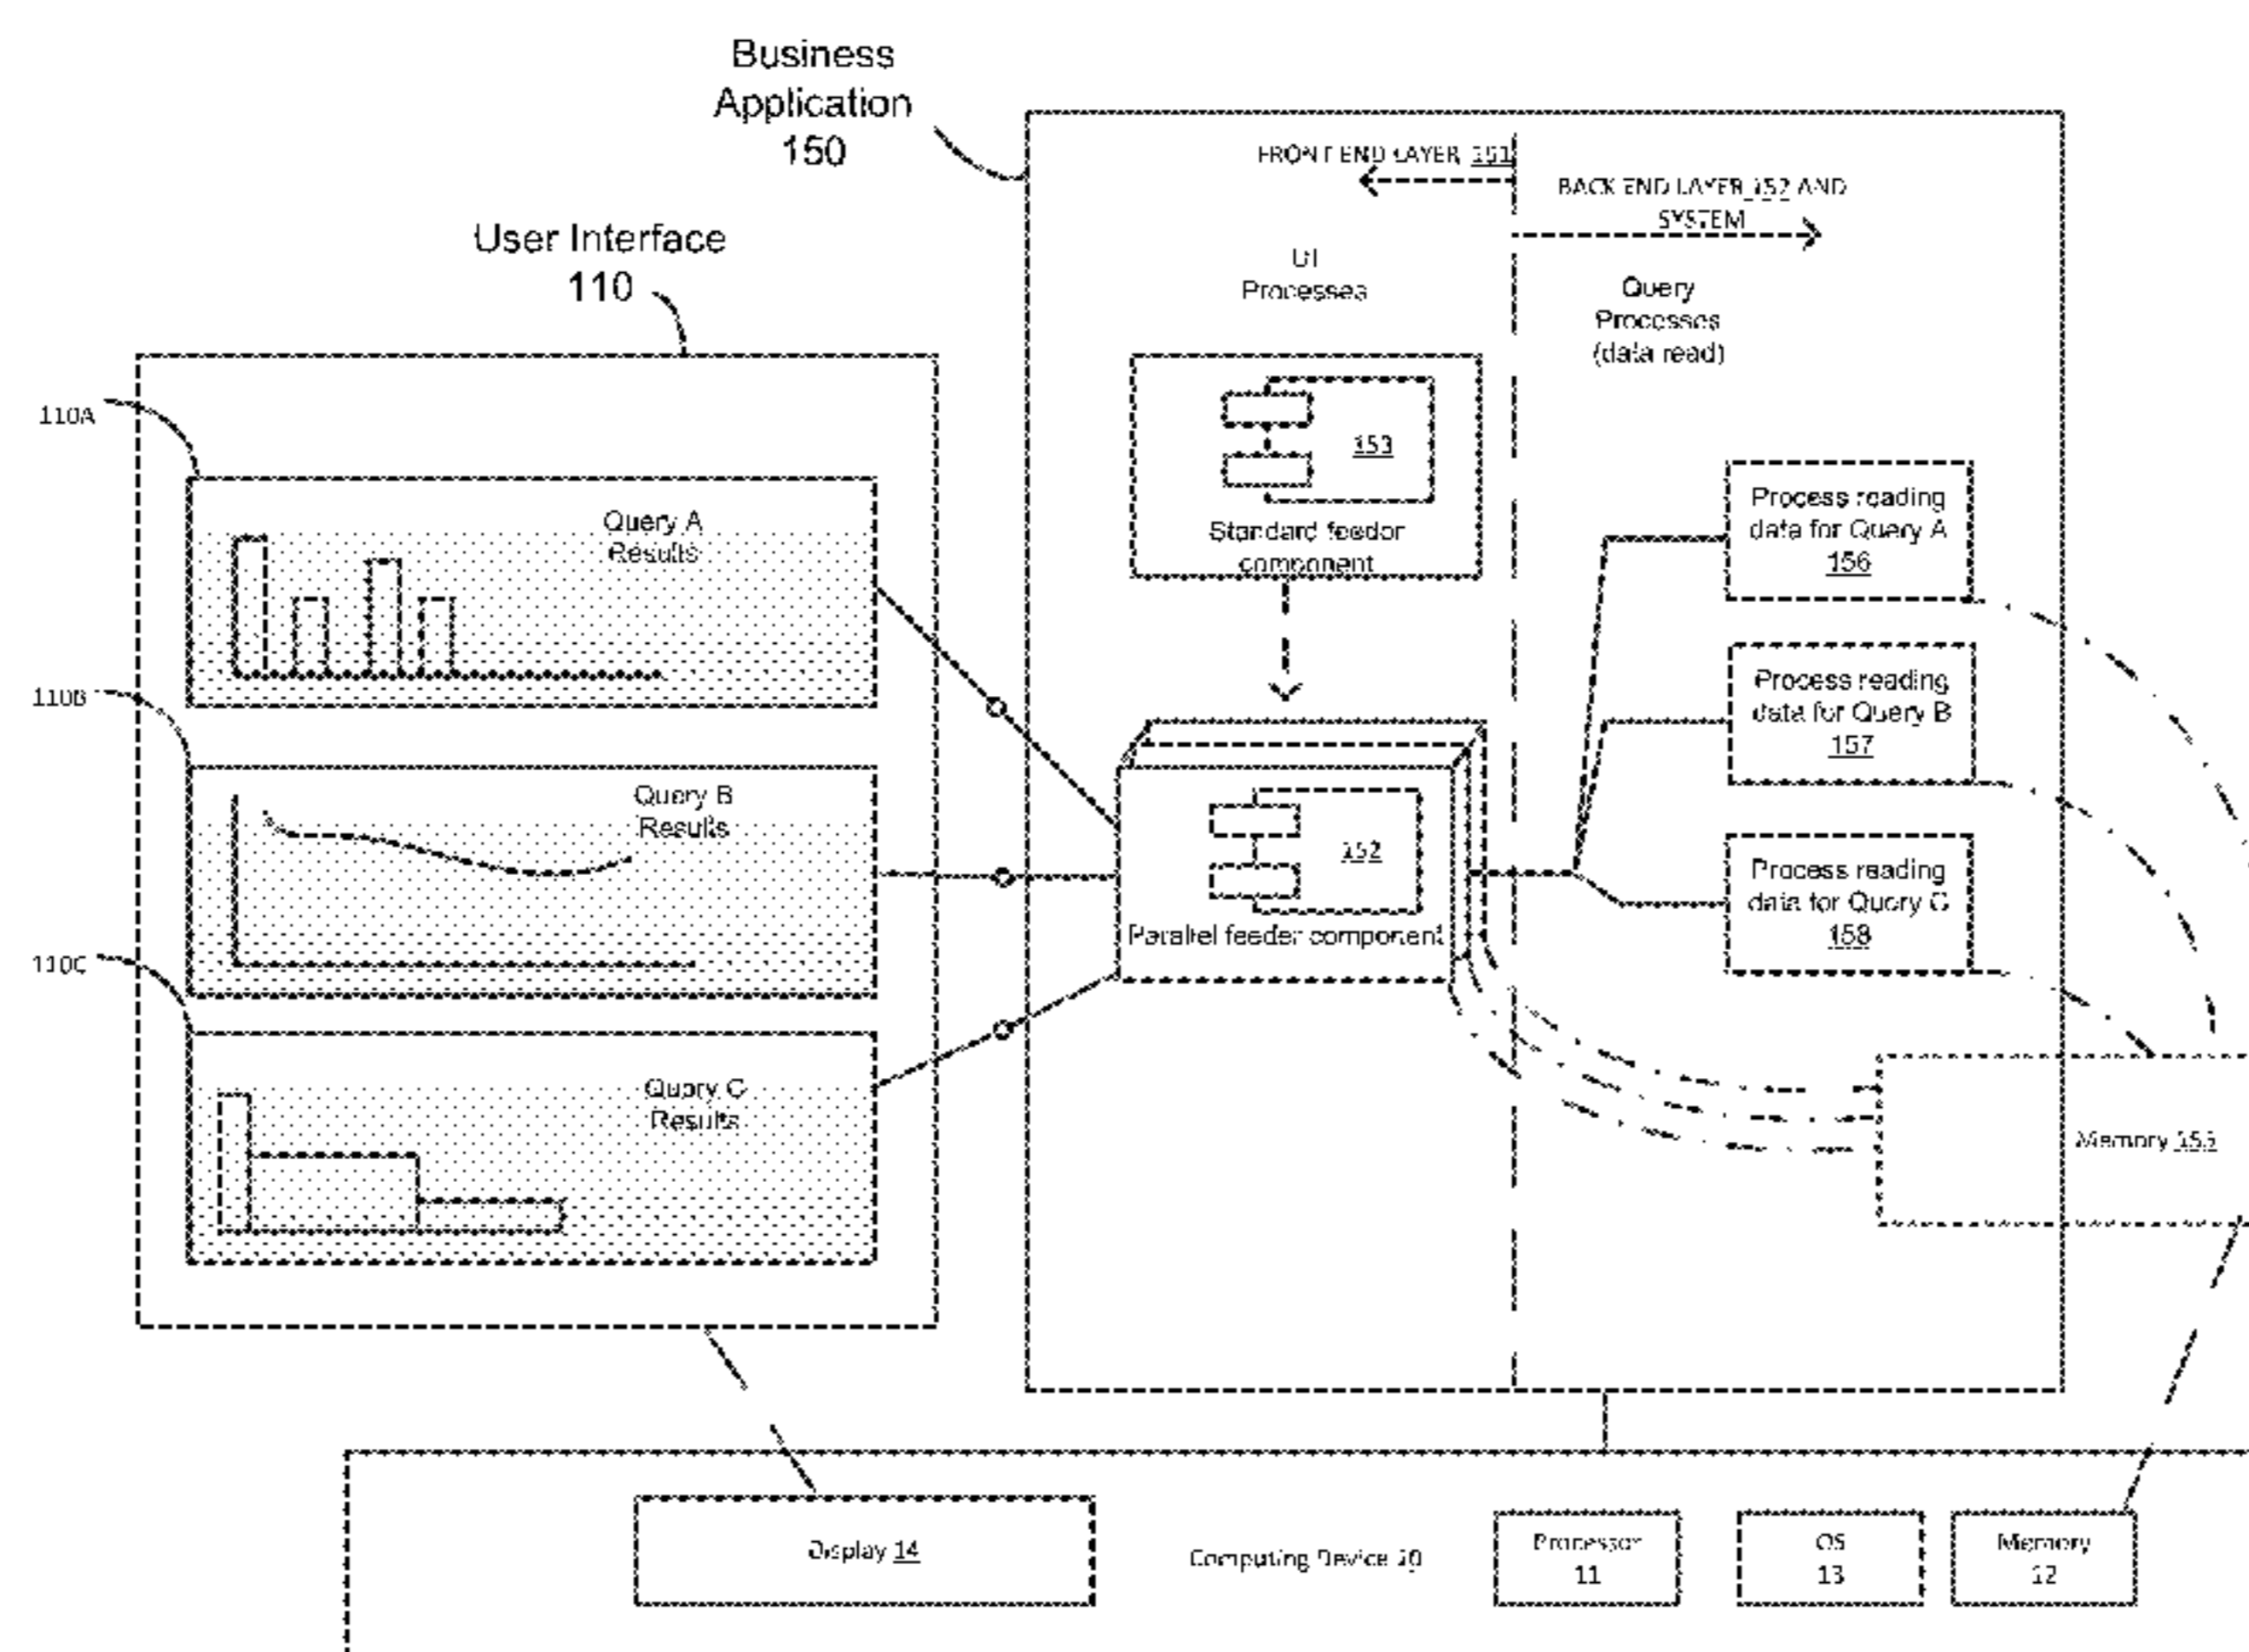 Business
Application
150
FRONT END LAYER 151
BACK END LAYER 152 AND
SYSTEM
User Interface
110
UI
Processes
Query
Processes
(data read)
110A
Query A
Results
153
Standard feeder
component
Process reading
data for Query A
156
110B
Query B
Results
Process reading
data for Query B
157
152
Parallel feeder component
Process reading
data for Query C
158
110C
Query C
Results
Memory 155
Display 14
Computing Device
Processor
11
OS
13
Memory
12